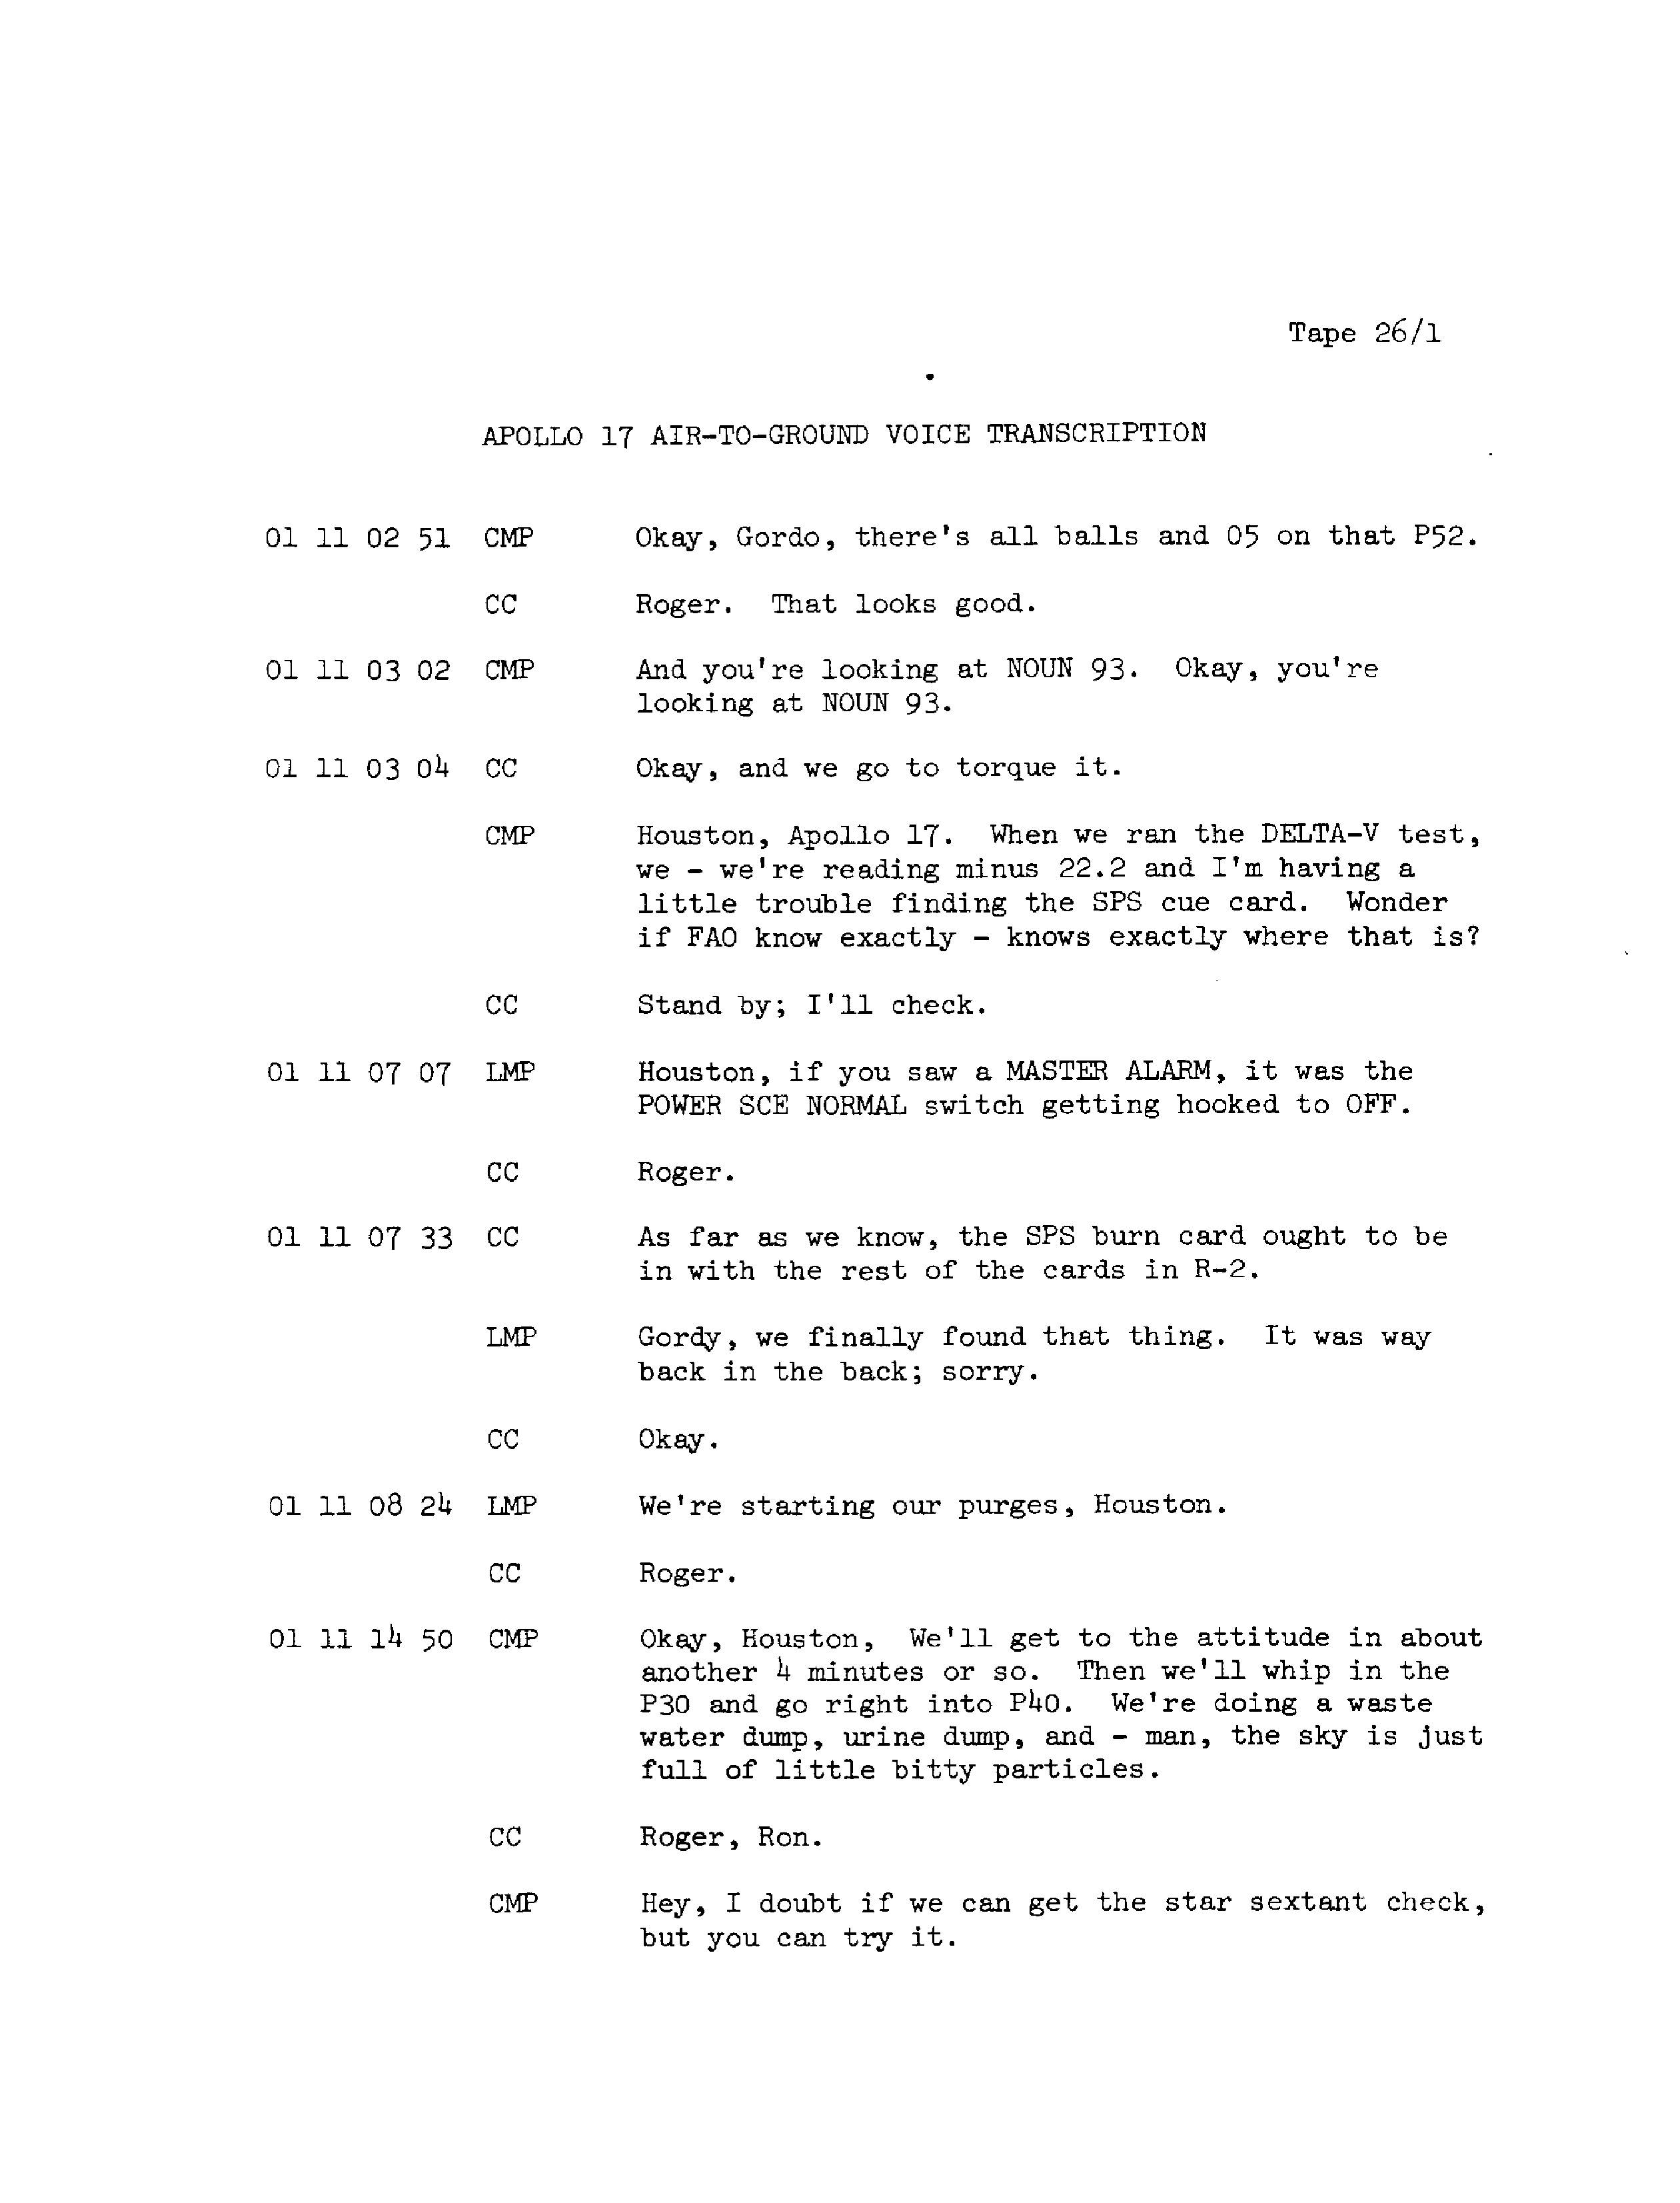 Tape 26/1
APOLLO 17 AIR-TO-GROUND VOICE TRANSCRIPTION
01 11 02 51 CMP Okay, Gordo, there's all balls and 05 on that P52.
CC Roger. That looks good.
01 11 03 02 CMP And you're looking at NOUN 93. Okay, you're
looking at NOUN 93.
01 11 03 04 CC Okay, and we go to torque it.
CMP Houston, Apollo 17. When we ran the DELTA-V test,
we - we're reading minus 22.2 and I'm having a
little trouble finding the SPS cue card. Wonder
if FAO know exactly - knows exactly where that is?
CC Stand by; I'll check.
01 11 07 07 LMP Houston, if you saw a MASTER ALARM, it was the
POWER SCE NORMAL switch getting hooked to OFF.
CC Roger.
01 11 07 33 CC As far as we know, the SPS burn card ought to be
in with the rest of the cards in R-2.
LMP Gordy, we finally found that thing. It was way
back in the back; sorry.
CC Okay.
01 11 08 24 LMP We're starting our purges, Houston.
CC Roger.
01 11 14 50 CMP Okay, Houston, We'll get to the attitude in about
another 4 minutes or so. Then we'll whip in the
P30 and go right into P40. We're doing a waste
water dump, urine dump, and - man, the sky is just
full of little bitty particles.
CC Roger, Ron.
CMP Hey, I doubt if we can get the star sextant check,
but you can try it.